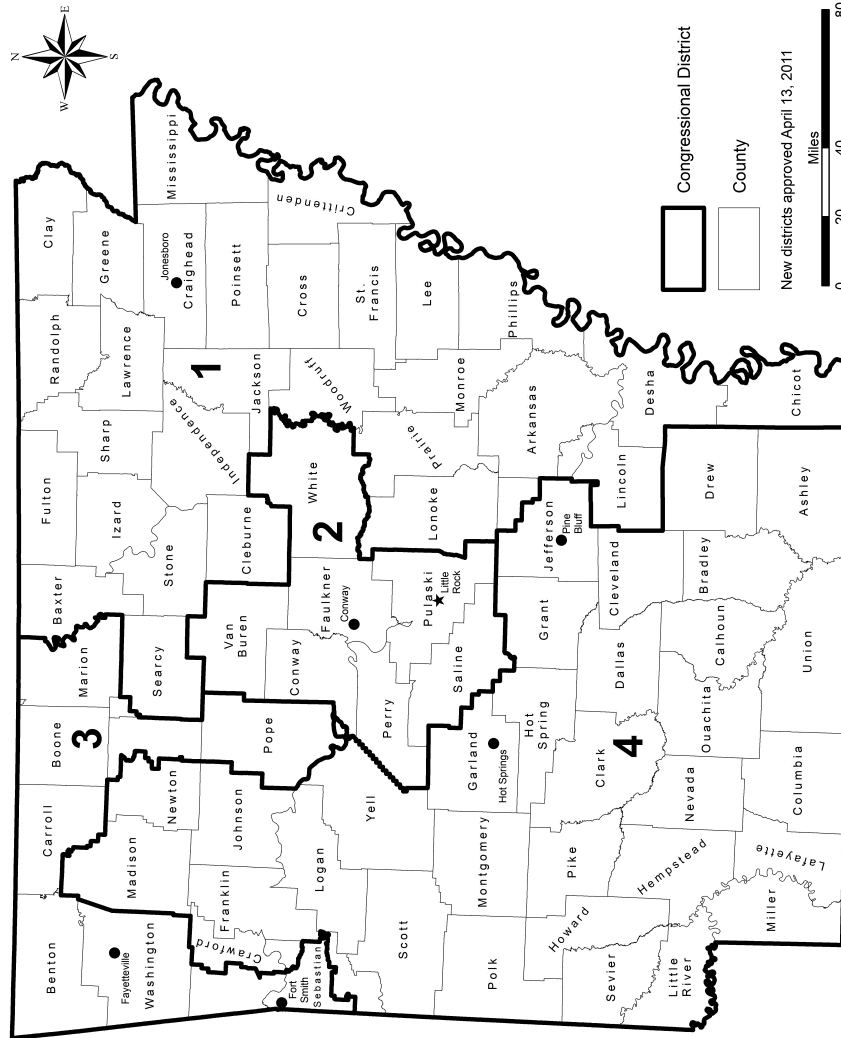 N
E
S
W
Benton
Carroll
Boone
Marion
Baxter
Fulton
Randolph
Clay
Sharp
Lawrence
Greene
Fayetteville
Washington
Madison
Newton
3
Searcy
Izard
Stone
Independence
1
Jonesboro
Craighead
Mississippi
Crawford
Franklin
Johnson
Pope
Van
Buren
Cleburne
Jackson
Poinsett
Fort
Smith
Sebastian
Logan
Conway
Faulkner
Conway
White
2
Woodruff
Cross
Crittenden
Scott
Yell
Perry
Pulaski
Little
Rock
Lonoke
Prairie
Monroe
St.
Francis
Lee
Polk
Montgomery
Garland
Hot Springs
Saline
Hot
Spring
Grant
Jefferson
Pine
Bluff
Arkansas
Phillips
Howard
Pike
Clark
4
Dallas
Cleveland
Lincoln
Desha
Sevier
Little
River
Hempstead
Nevada
Ouachita
Calhoun
Bradley
Drew
Chicot
Miller
Lafayette
Columbia
Union
Ashley
Congressional District
County
New districts approved April 13, 2011
Miles
0
20
40
80